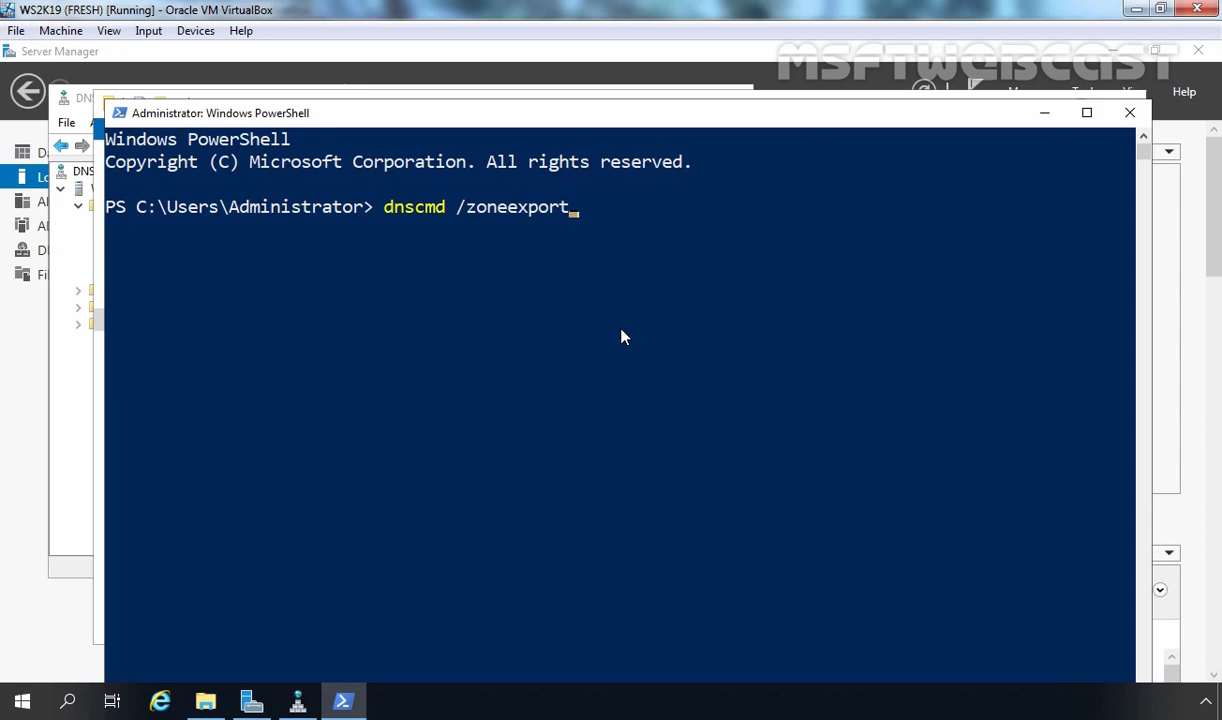 WS2K19 (FRESH) [Running] - Oracle VM VirtualBox
File Machine View Input Devices Help
Server Manager
MSFTWEBCAST
Help
DNS
File
Administrator: Windows PowerShell
Windows PowerShell
Copyright (C) Microsoft Corporation. All rights reserved.
DNS
PS C:\Users\Administrator> dnscmd /zoneexport